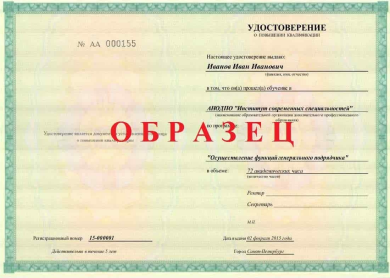 № АА 000155
Удостоверение является документом
о повышении квалификации
Регистрационный номер 15-000001
Действительно в течение 5 лет
УДОСТОВЕРЕНИЕ
О ПОВЫШЕНИИ КВАЛИФИКАЦИИ
Настоящее удостоверение выдано
Иванов Иван Иванович
(фамилия, имя, отчество)
в том, что он(а) прошел(а) обучение в
АНОДПО "Институт современных специальностей"
(наименование образовательной организации дополнительного профессионального
образования)
по программе
ОБРАЗЕЦ
"Осуществление функций генерального подрядчика"
в объеме: 72 академических часа
(количество часов)
Ректор
Секретарь
М.П.
Дата выдачи 02 февраля 2015 года
Город Санкт-Петербург